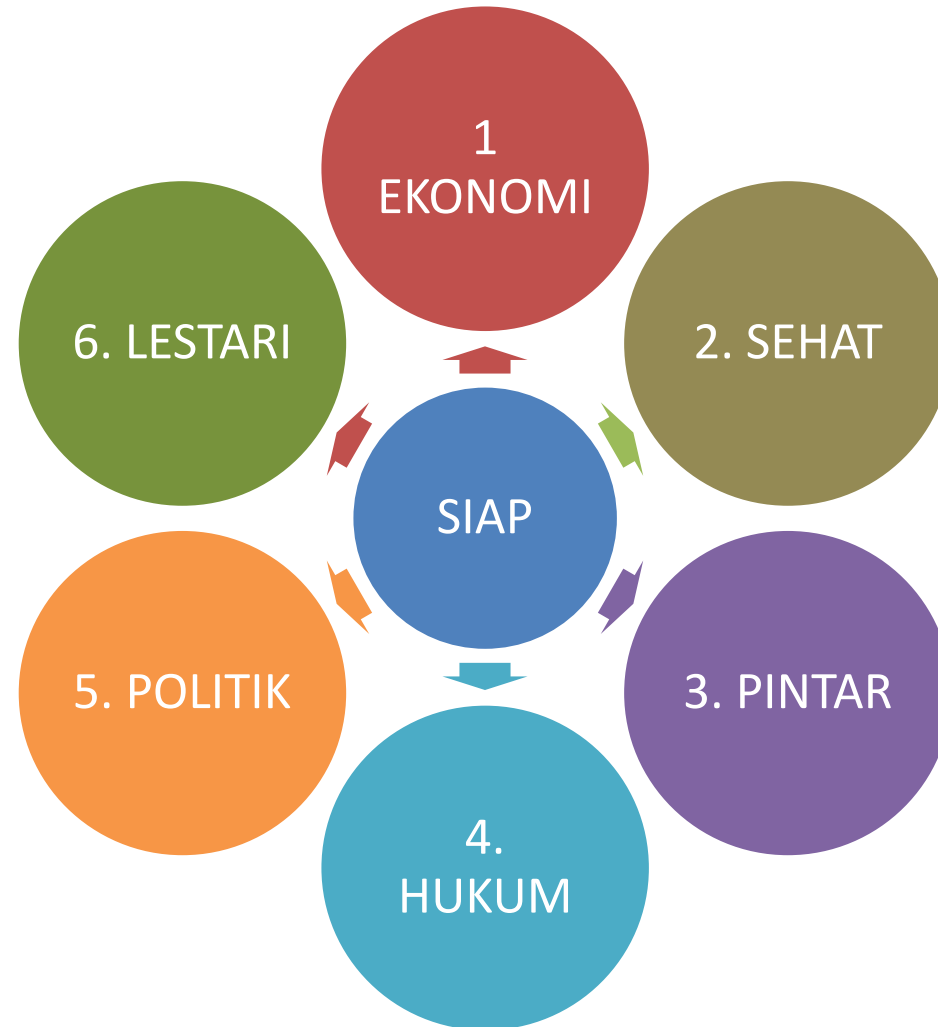 1
EKONOMI
2. SEHAT
3. PINTAR
4.
HUKUM
5. POLITIK
6. LESTARI
SIAP